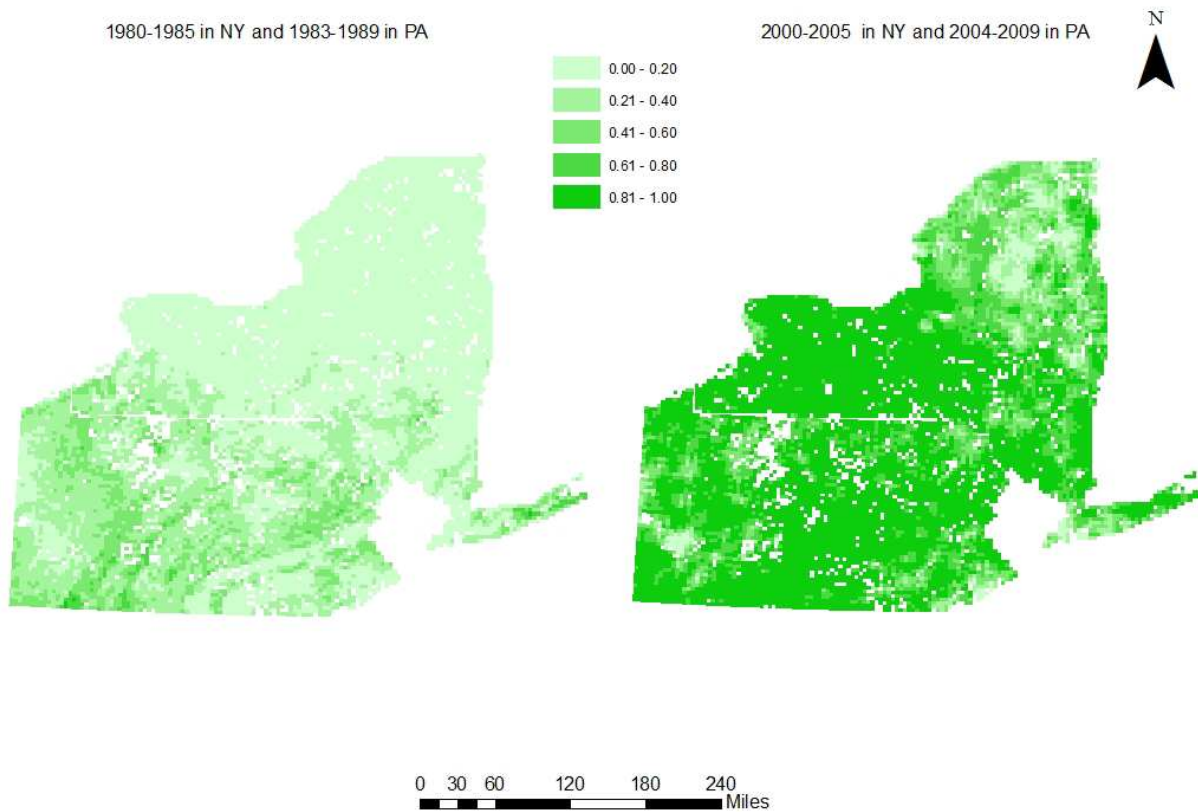 1980-1985 in NY and 1983-1989 in PA
2000-2005 in NY and 2004-2009 in PA
N
0.00 - 0.20
0.21 - 0.40
0.41 - 0.60
0.61 - 0.80
0.81 - 1.00
0 30 60 120 180 240
Miles